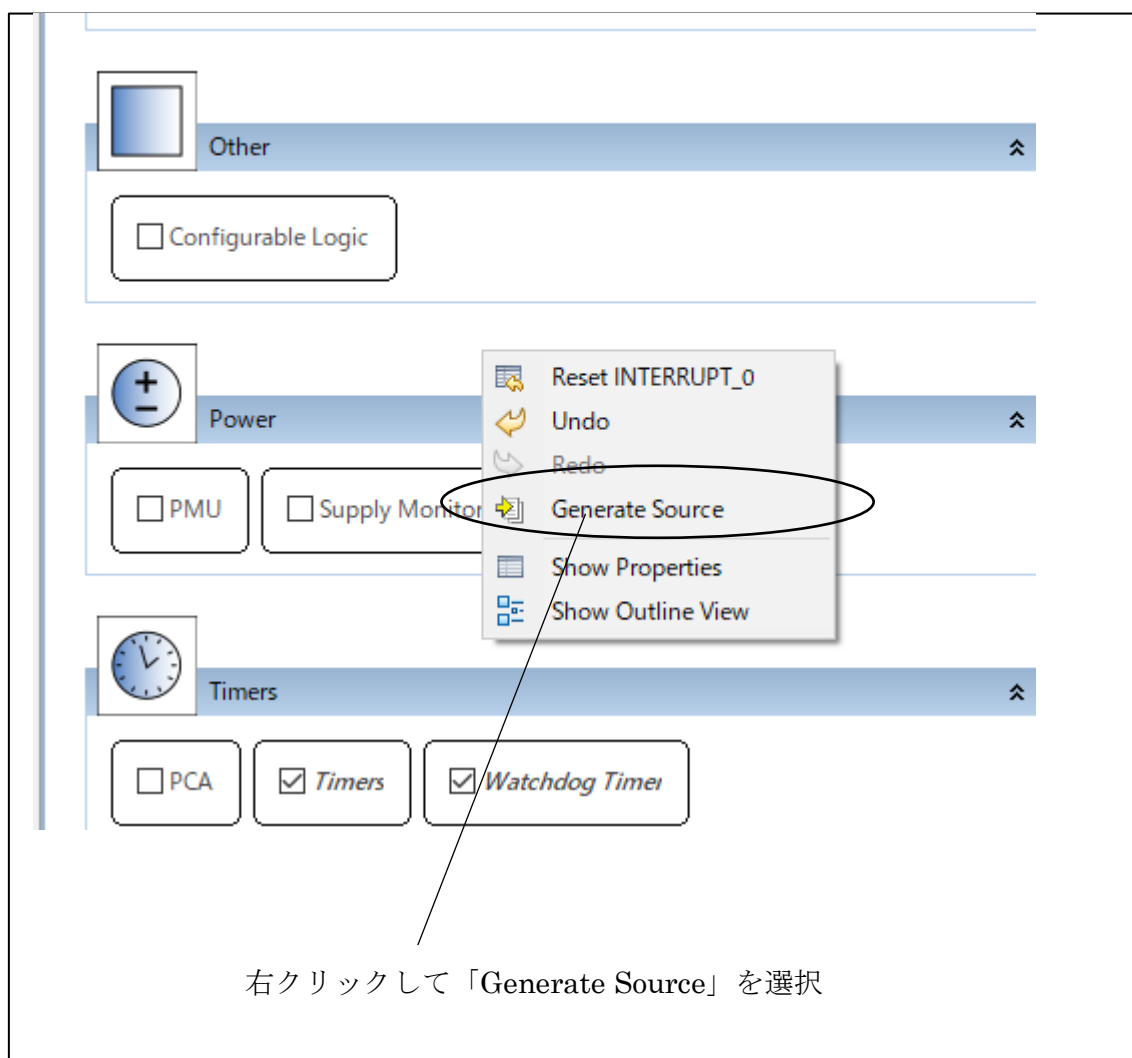 Other
Configurable Logic
Reset INTERRUPT_0
Power
Undo
Redo
PMU
Supply Monitor
Generate Source
Show Properties
Show Outline View
Timers
PCA
Timers
Watchdog Timer
右クリックして「Generate Source」を選択